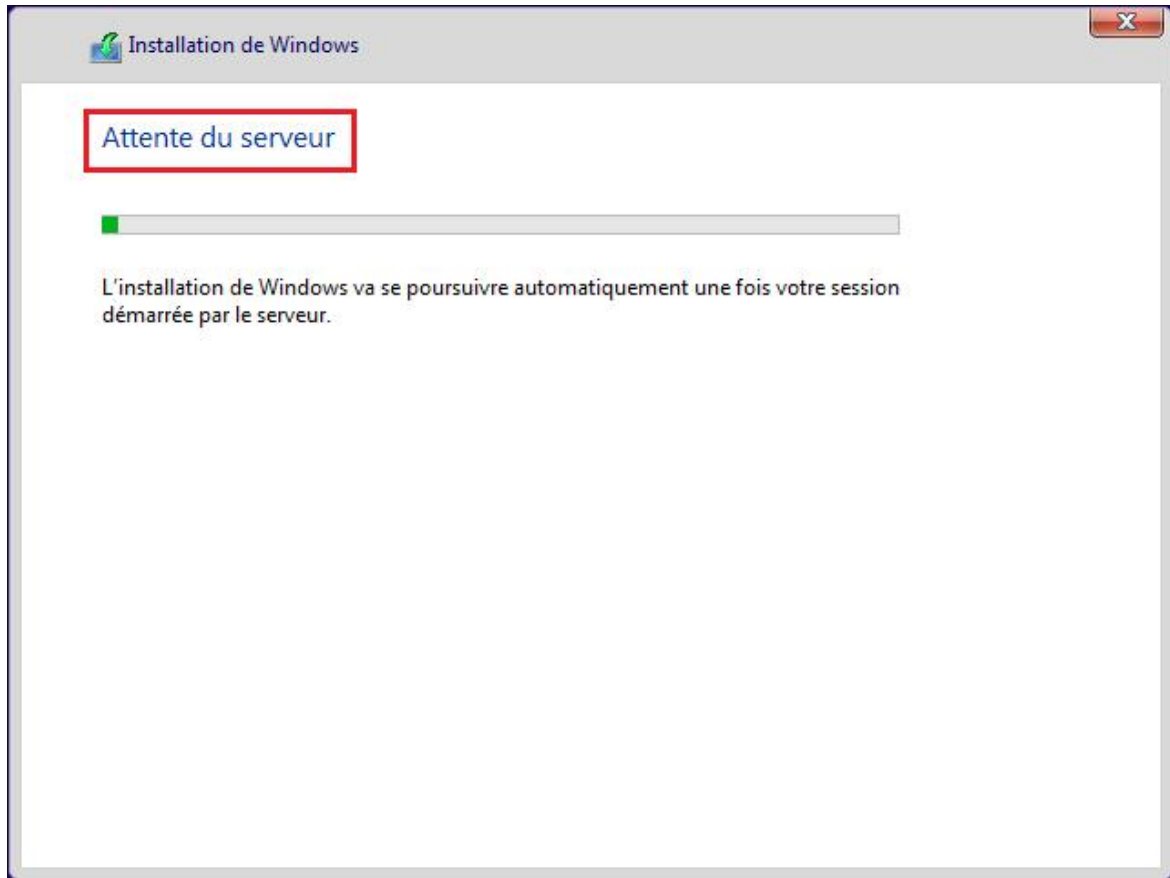 Installation de Windows
Attente du serveur
L'installation de Windows va se poursuivre automatiquement une fois votre session
démarrée par le serveur.